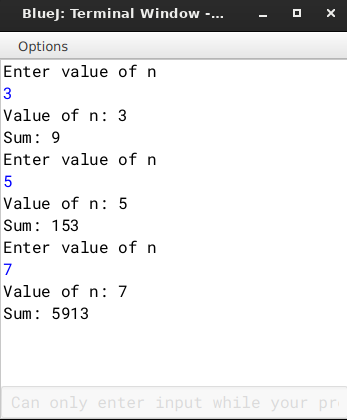 BlueJ: Terminal Window -...
Options
Enter value of n
3
Value of n: 3
Sum: 9
Enter value of n
5
Value of n: 5
Sum: 153
Enter value of n
7
Value of n: 7
Sum: 5913
Can only enter input while your pr